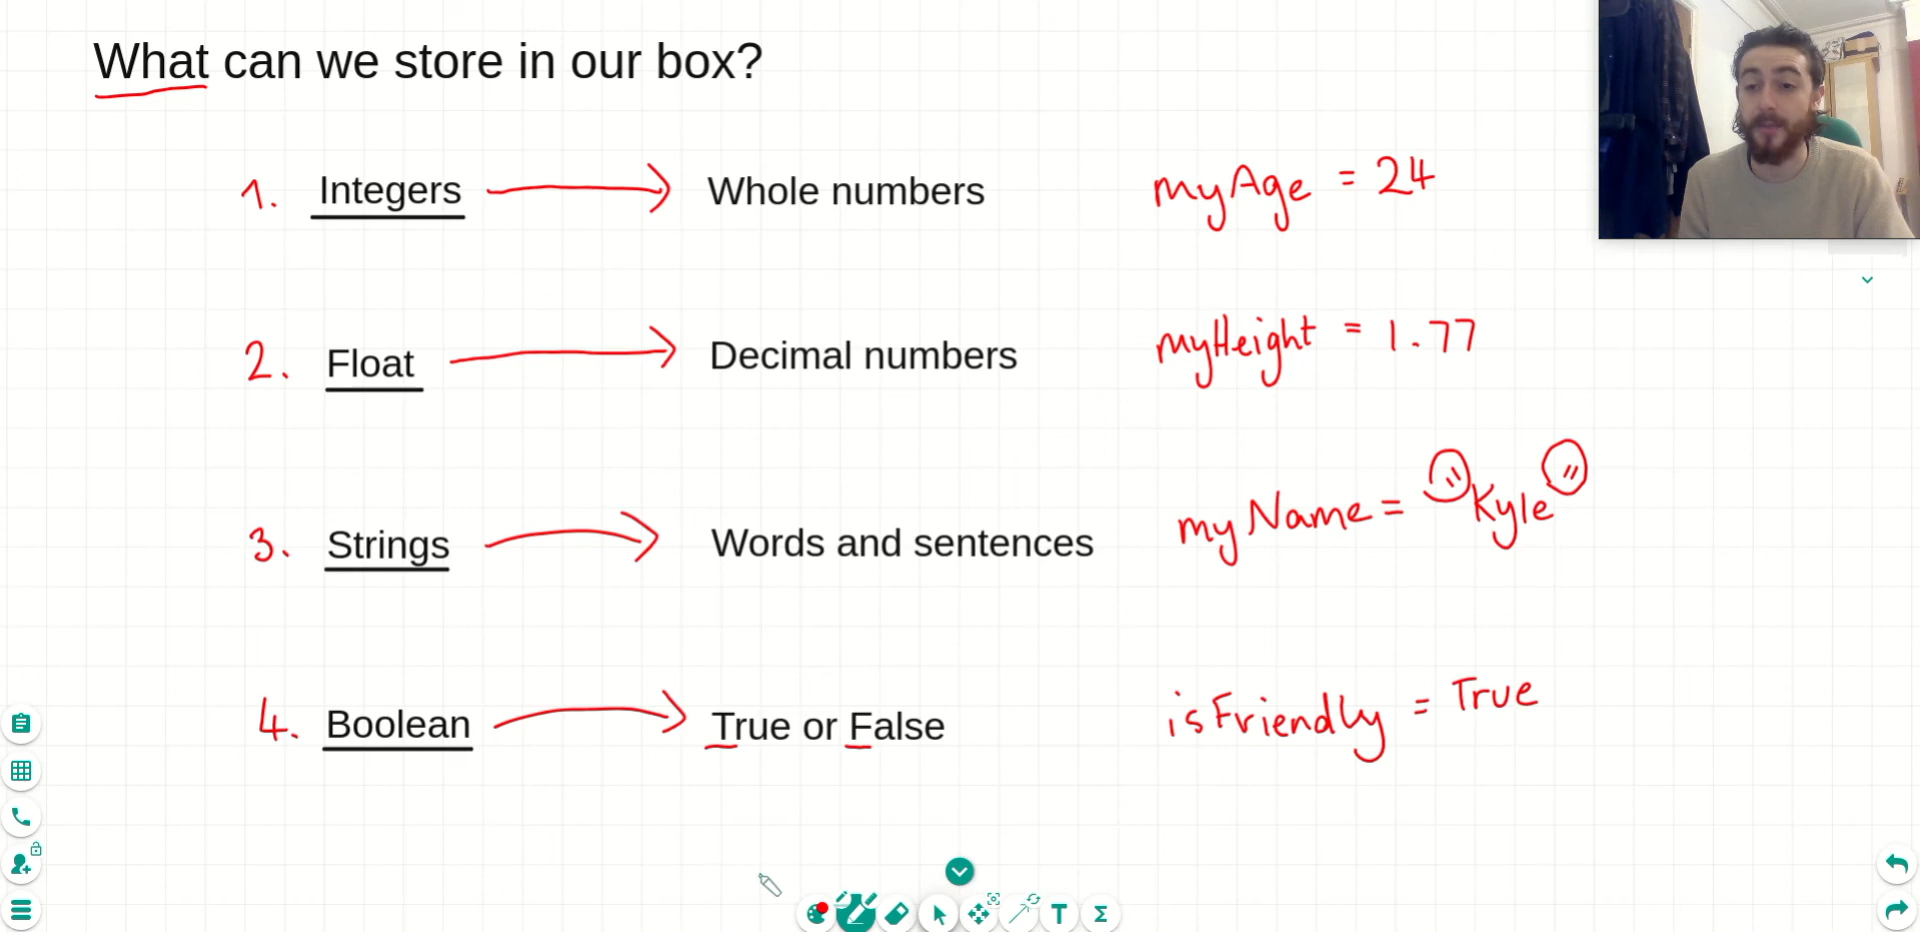 What can we store in our box?
1. Integers → Whole numbers myAge = 24
2. Float → Decimal numbers myHeight = 1.77
3. Strings → Words and sentences myName = "Kyle"
4. Boolean → True or False isFriendly = True
T Σ